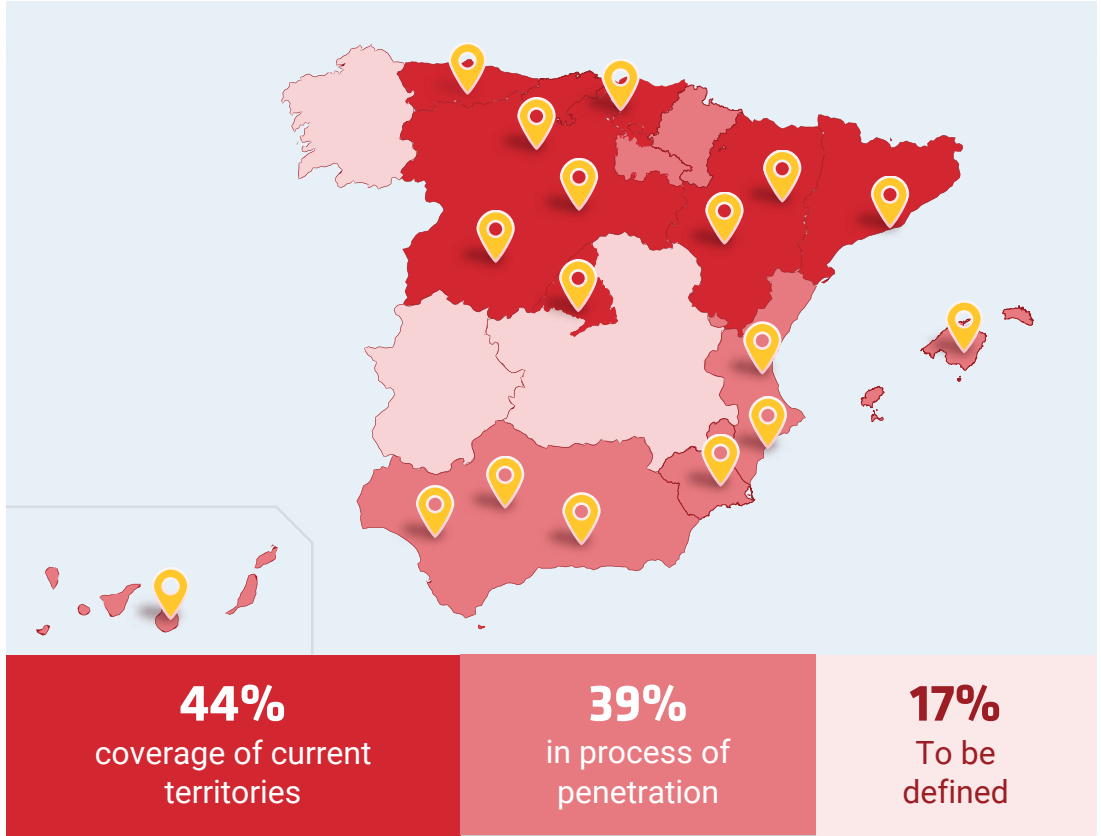 44%
coverage of current
territories
39%
in process of
penetration
17%
To be
defined